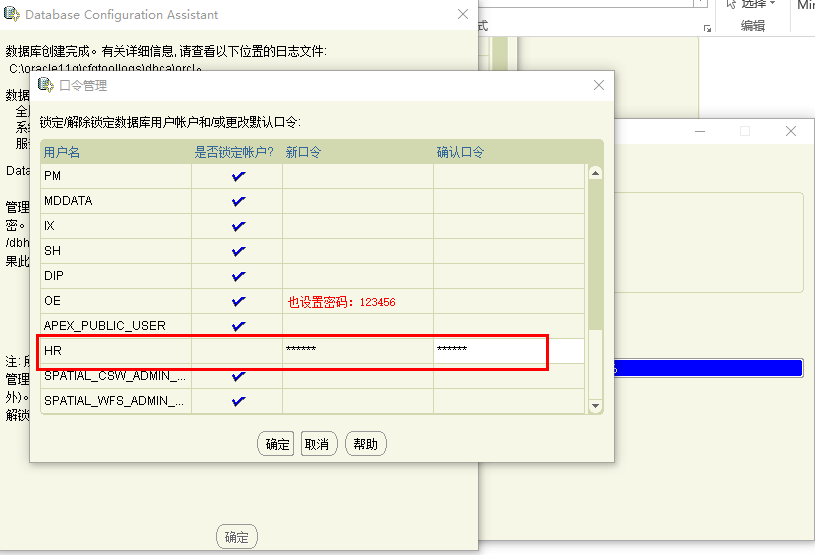 Database Configuration Assistant
选择
Min
编辑
式
数据库创建完成。有关详细信息,请查看以下位置的日志文件:
C:\oracle11g\cfgtoollogs\dbca\orcl。
数据
全
系
服
Data
管理
密。
/dbh
果此
注:
管理
外)。
解锁
口令管理
锁定/解除锁定数据库用户帐户和/或更改默认口令:
用户名 是否锁定帐户? 新口令 确认口令
PM
MDDATA
IX
SH
DIP
OE 也设置密码：123456
APEX_PUBLIC_USER
HR ****** ******
SPATIAL_CSW_ADMIN_...
SPATIAL_WFS_ADMIN_...
确定 取消 帮助
确定